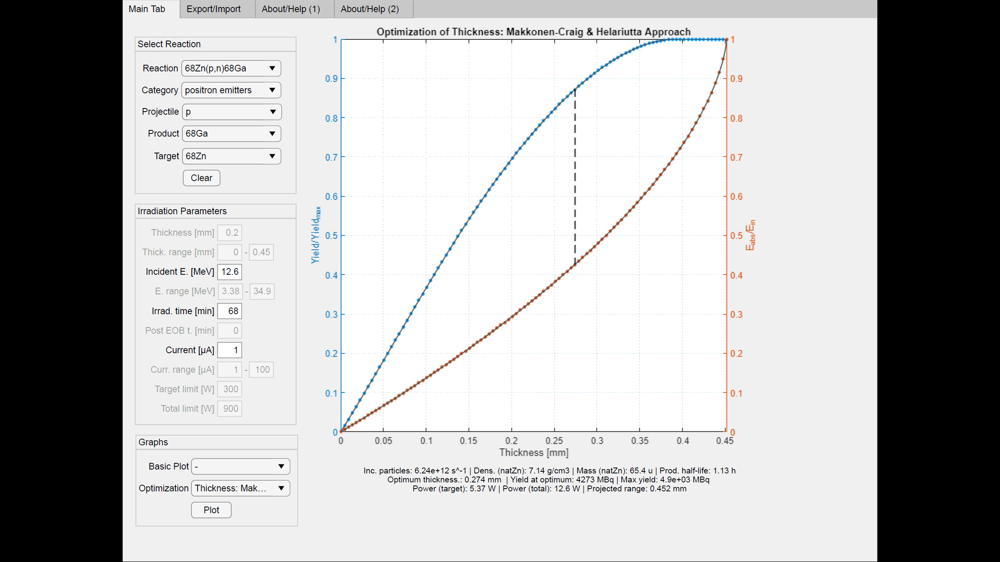 Main Tab
Export/Import
About/Help (1)
About/Help (2)
Select Reaction
Reaction 68Zn(p,n)68Ga
Category positron emitters
Projectile p
Product 68Ga
Target 68Zn
Clear
Irradiation Parameters
Thickness [mm] 0.2
Thick. range [mm] 0 - 0.45
Incident E. [MeV] 12.6
E. range [MeV] 3.38 - 34.9
Irrad. time [min] 68
Post EOB t. [min] 0
Current [µA] 1
Curr. range [µA] 1 - 100
Target limit [W] 300
Total limit [W] 900
Graphs
Basic Plot -
Optimization Thickness: Mak...
Plot
Optimization of Thickness: Makkonen-Craig & Helariutta Approach
Yield/Yieldmax
1
0.9
0.8
0.7
0.6
0.5
0.4
0.3
0.2
0.1
0
1
0.9
0.8
0.7
0.6
0.5
0.4
0.3
0.2
0.1
0
Eabs/Ein
0 0.05 0.1 0.15 0.2 0.25 0.3 0.35 0.4 0.45
Thickness [mm]
Inc. particles: 6.24e+12 s^-1 | Dens. (natZn): 7.14 g/cm3 | Mass (natZn): 65.4 u | Prod. half-life: 1.13 h
Optimum thickness.: 0.274 mm | Yield at optimum: 4273 MBq | Max yield: 4.9e+03 MBq
Power (target): 5.37 W | Power (total): 12.6 W | Projected range: 0.452 mm